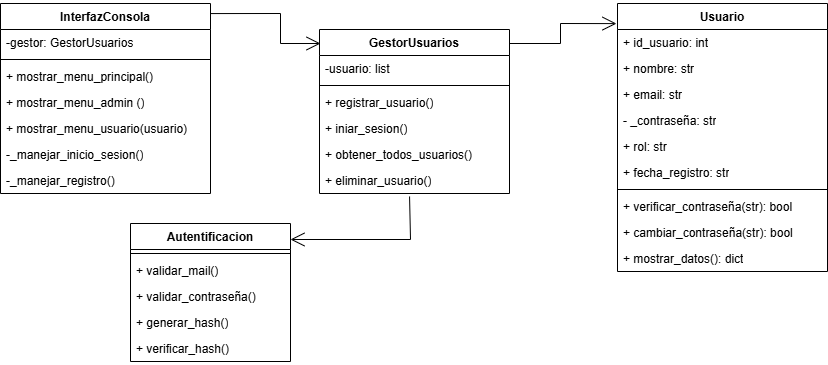 InterfazConsola
-gestor: GestorUsuarios
+ mostrar_menu_principal()
+ mostrar_menu_admin ()
+ mostrar_menu_usuario(usuario)
-_manejar_inicio_sesion()
-_manejar_registro()
GestorUsuarios
-usuario: list
+ registrar_usuario()
+ iniar_sesion()
+ obtener_todos_usuarios()
+ eliminar_usuario()
Usuario
+ id_usuario: int
+ nombre: str
+ email: str
- _contraseña: str
+ rol: str
+ fecha_registro: str
+ verificar_contraseña(str): bool
+ cambiar_contraseña(str): bool
+ mostrar_datos(): dict
Autentificacion
+ validar_mail()
+ validar_contraseña()
+ generar_hash()
+ verificar_hash()